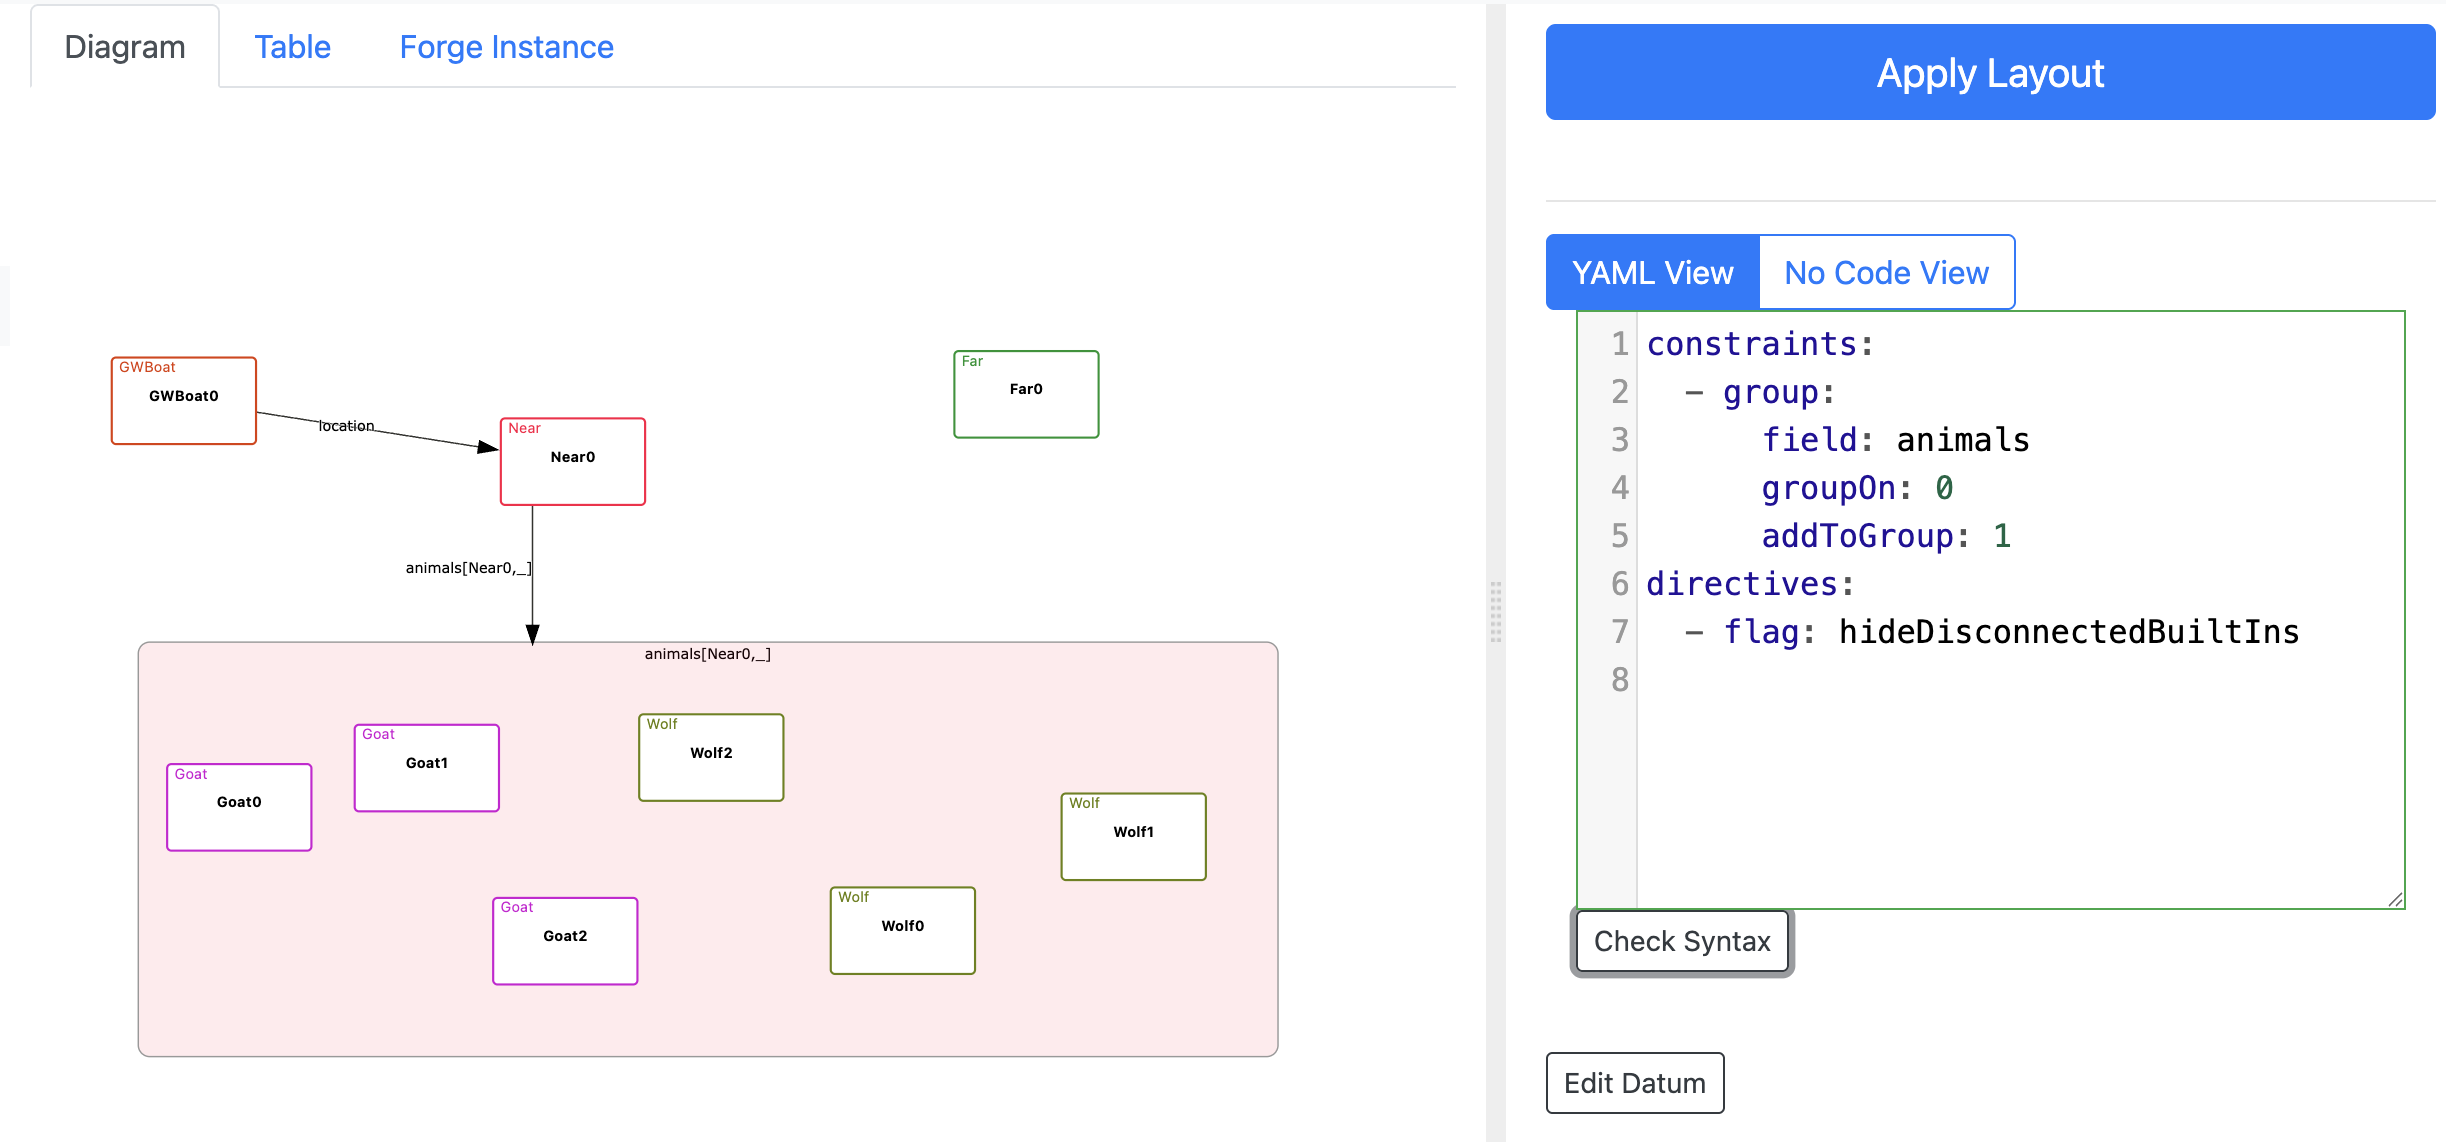 Diagram
Table
Forge Instance
GWBoat
GWBoat0
location
Near
Near0
Far
Far0
animals[Near0,_]
animals[Near0,_]
Goat
Goat0
Goat
Goat1
Wolf
Wolf2
Wolf
Wolf1
Goat
Goat2
Wolf
Wolf0
Apply Layout
YAML View
No Code View
1 constraints:
2   - group:
3       field: animals
4       groupOn: 0
5       addToGroup: 1
6 directives:
7   - flag: hideDisconnectedBuiltIns
8
Check Syntax
Edit Datum